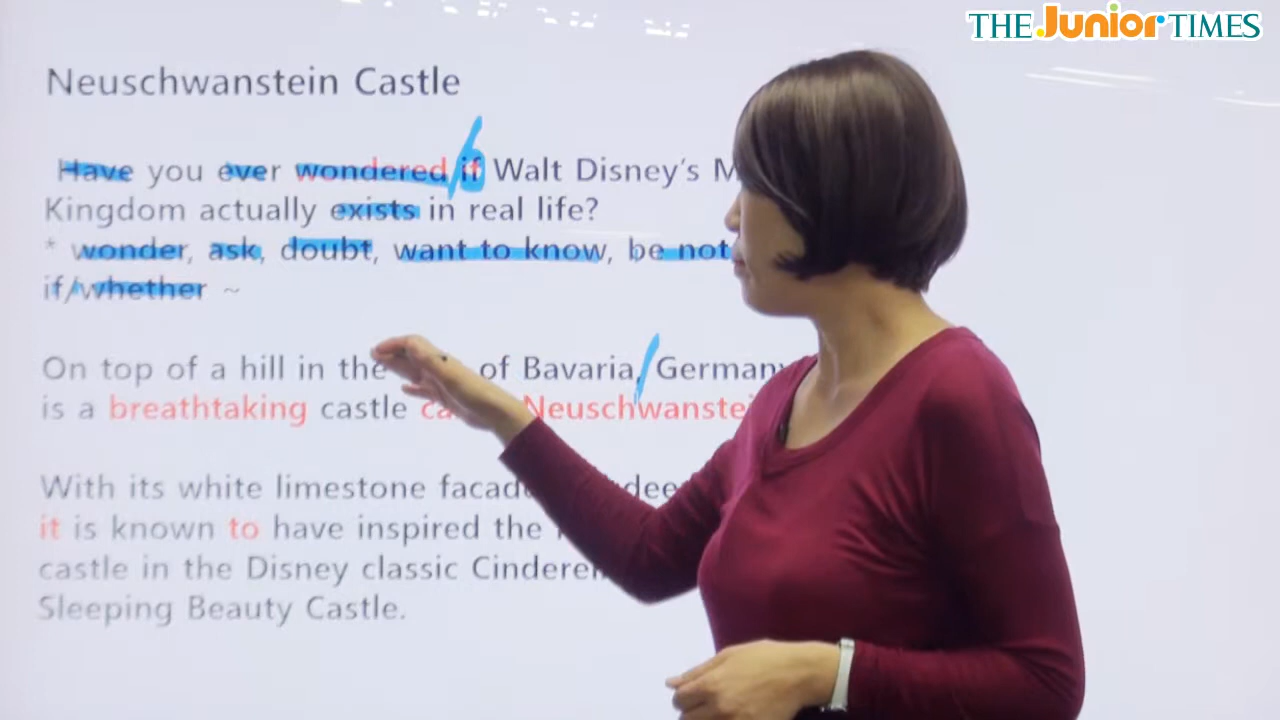 THE Junior TIMES
Neuschwanstein Castle
Have you ever wondered if Walt Disney's
Kingdom actually exists in real life?
* wonder, ask, doubt, want to know, be not
if/whether ~
On top of a hill in the of Bavaria, Germany
is a breathtaking castle
With its white limestone
it is known to have inspired the
castle in the Disney classic
Sleeping Beauty Castle.